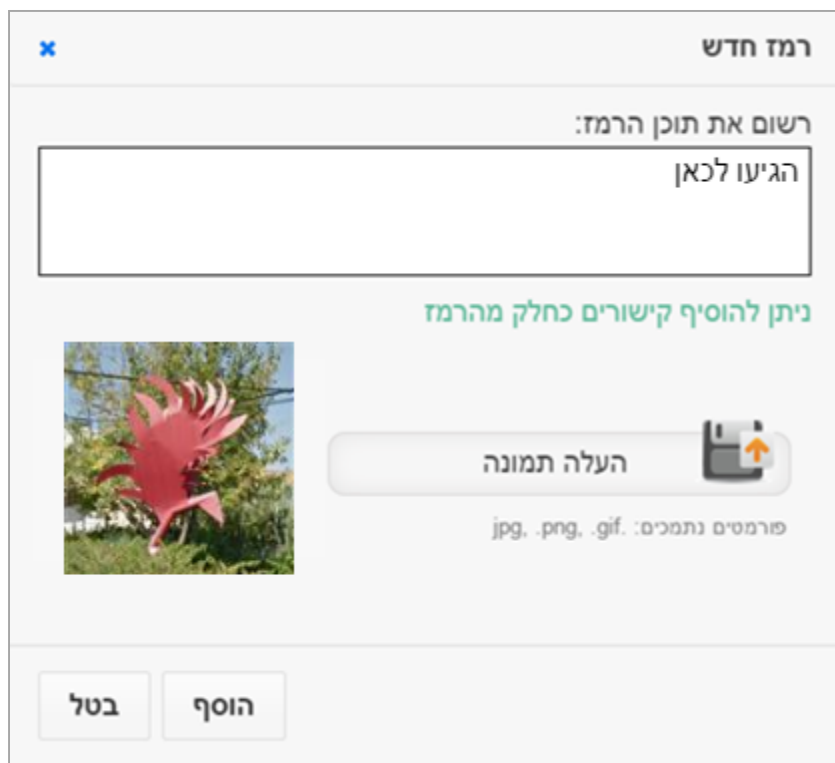 רמז חדש
רשום את תוכן הרמז:
הגיעו לכאן
ניתן להוסיף קישורים כחלק מהרמז
העלה תמונה
פורמטים נתמכים: .jpg, .png, .gif
הוסף
בטל